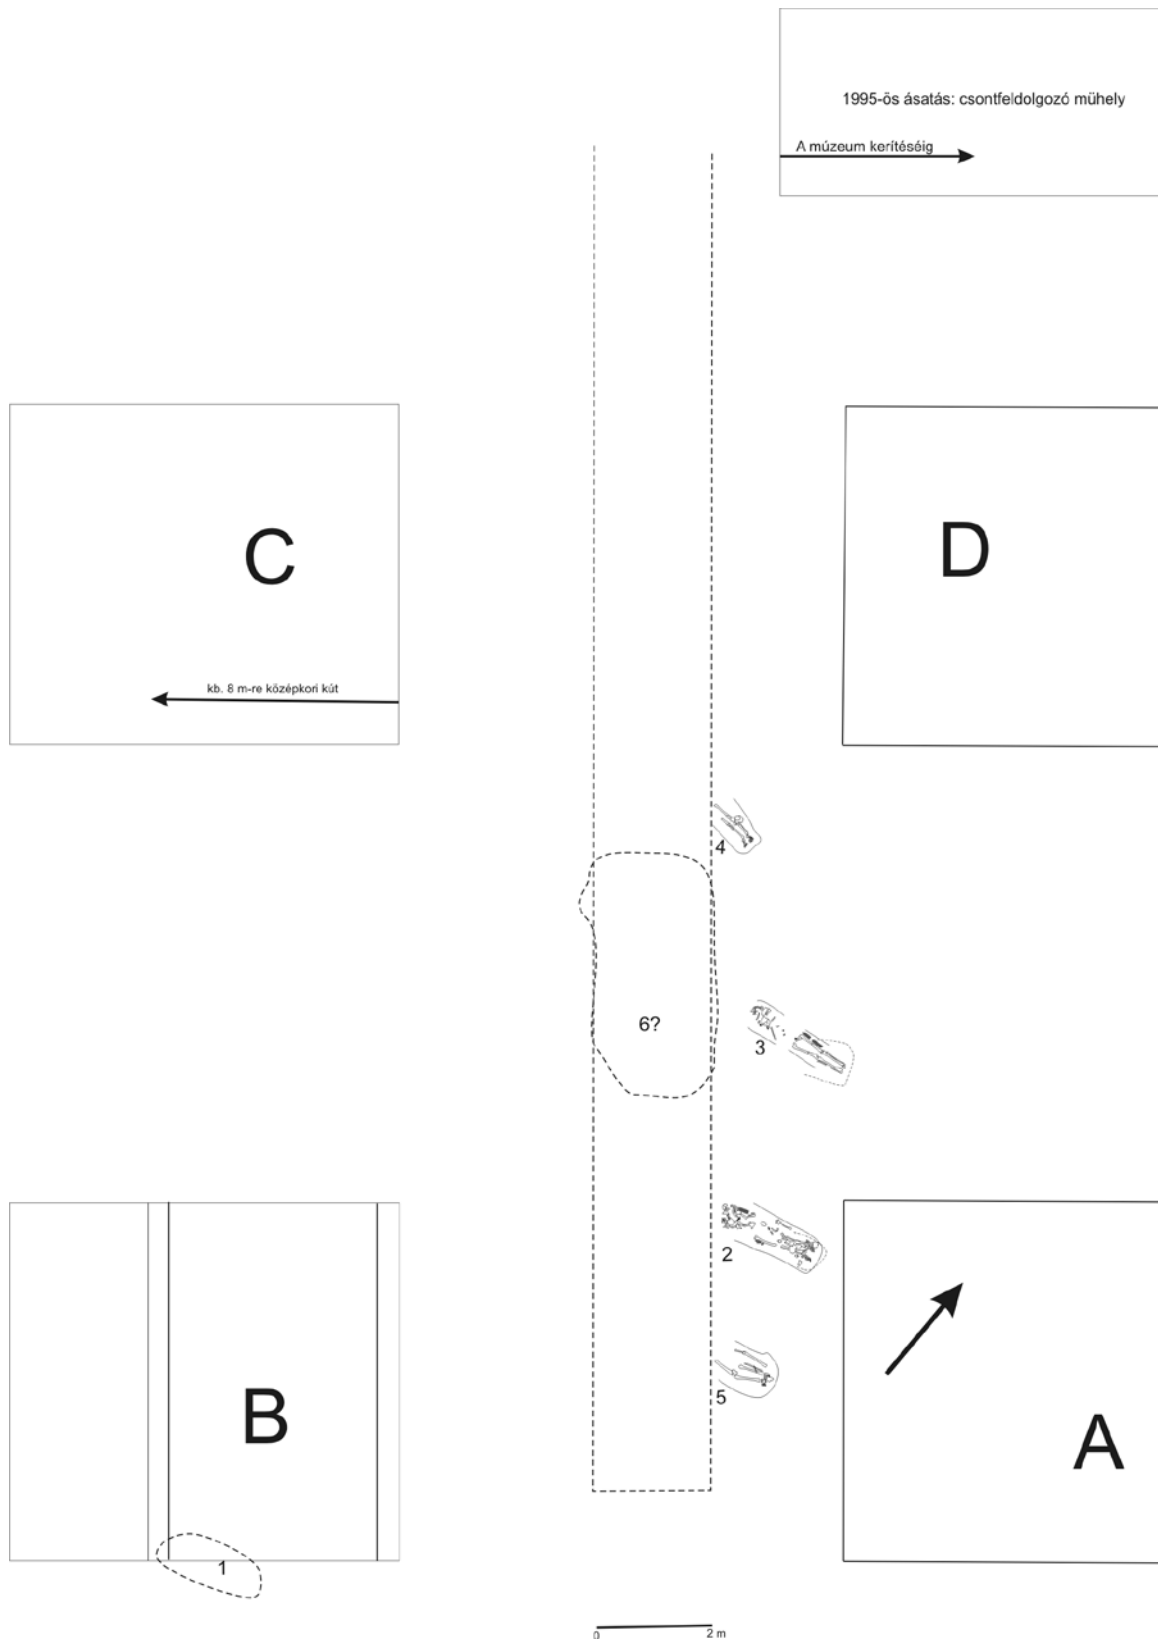 1995-ös ásatás: csontfeldolgozó műhely
A múzeum kerítéséig
C
D
kb. 8 m-re középkori kút
4
6?
3
2
5
B
A
1
0 2 m